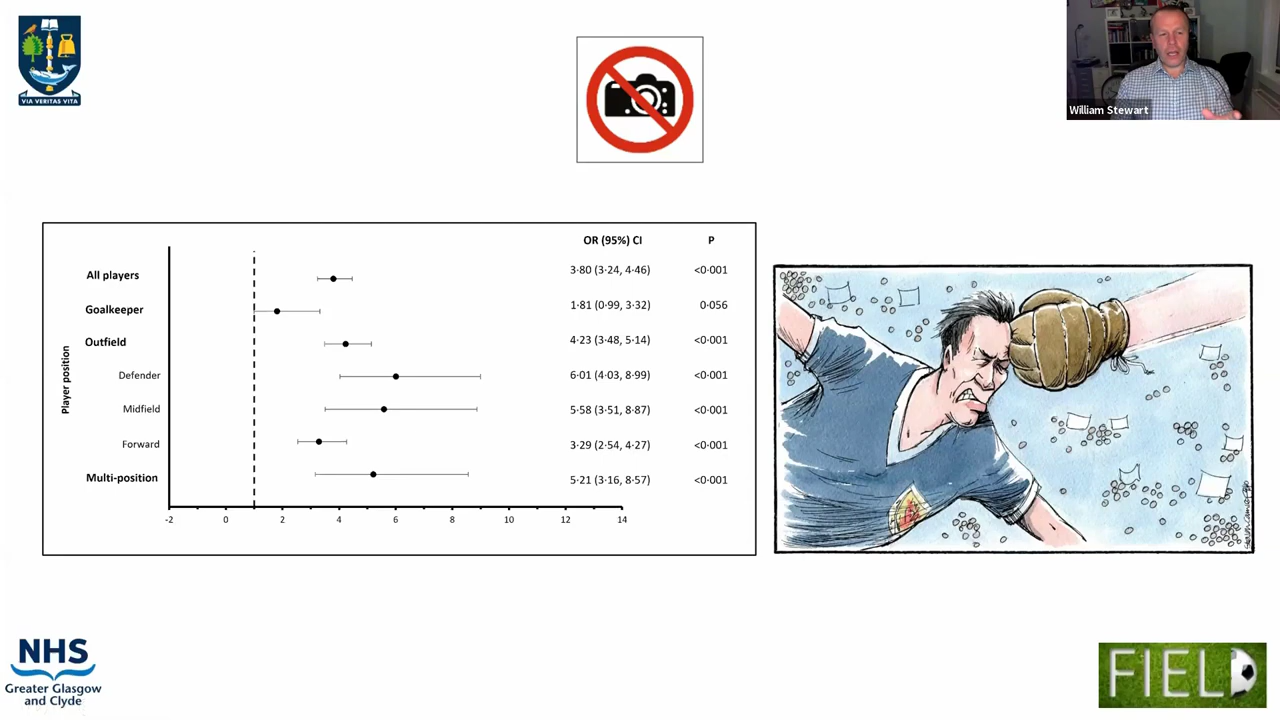 VIA VERITAS VITA
William Stewart
OR (95%) CI P
All players 3·80 (3·24, 4·46) <0·001
Goalkeeper 1·81 (0·99, 3·32) 0·056
Outfield 4·23 (3·48, 5·14) <0·001
Defender 6·01 (4·03, 8·99) <0·001
Midfield 5·58 (3·51, 8·87) <0·001
Forward 3·29 (2·54, 4·27) <0·001
Multi-position 5·21 (3·16, 8·57) <0·001
Player position
-2 0 2 4 6 8 10 12 14
NHS
Greater Glasgow
and Clyde
FIELD